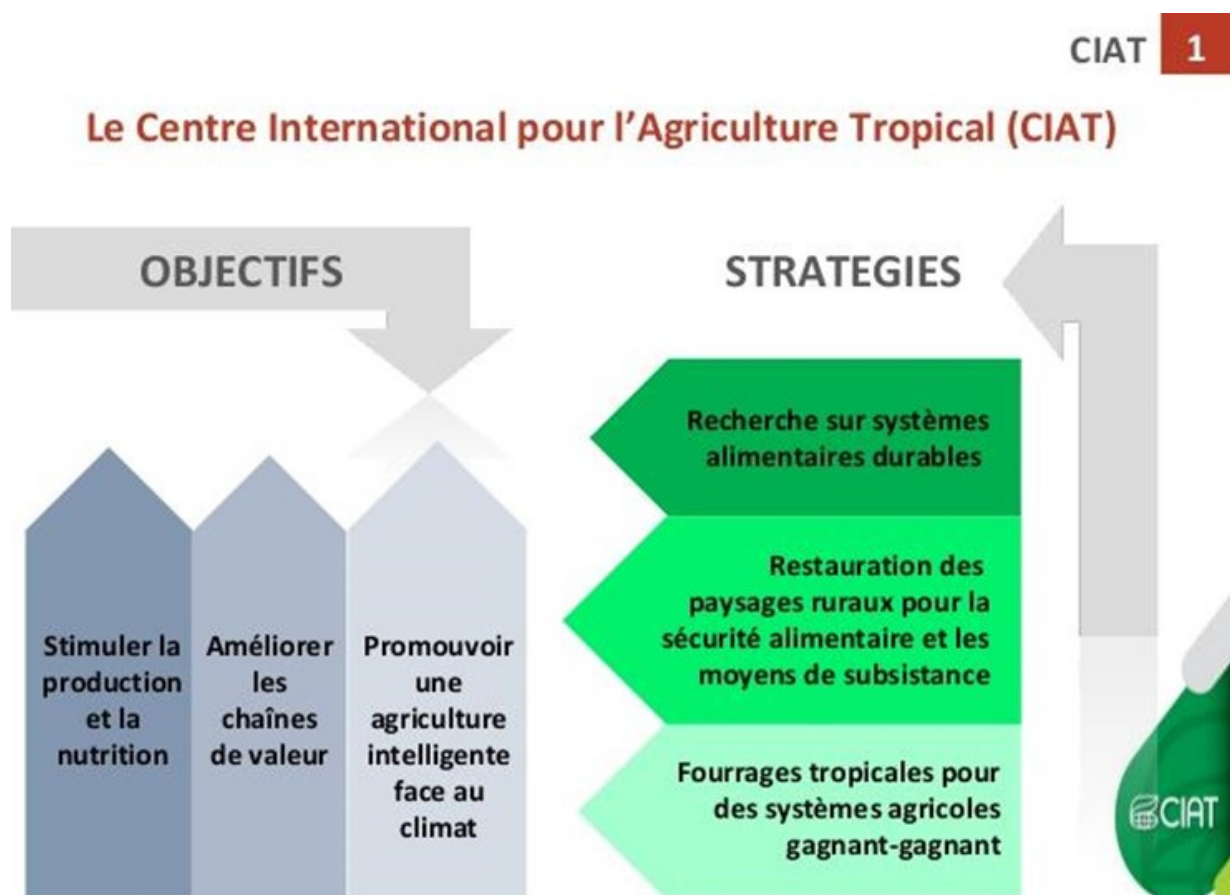 CIAT 1
Le Centre International pour l’Agriculture Tropical (CIAT)
OBJECTIFS
Stimuler la
production
et la
nutrition
Améliorer
les
chaînes
de valeur
Promouvoir
une
agriculture
intelligente
face au
climat
STRATEGIES
Recherche sur systèmes
alimentaires durables
Restauration des
paysages ruraux pour la
sécurité alimentaire et les
moyens de subsistance
Fourrages tropicales pour
des systèmes agricoles
gagnant-gagnant
CIAT